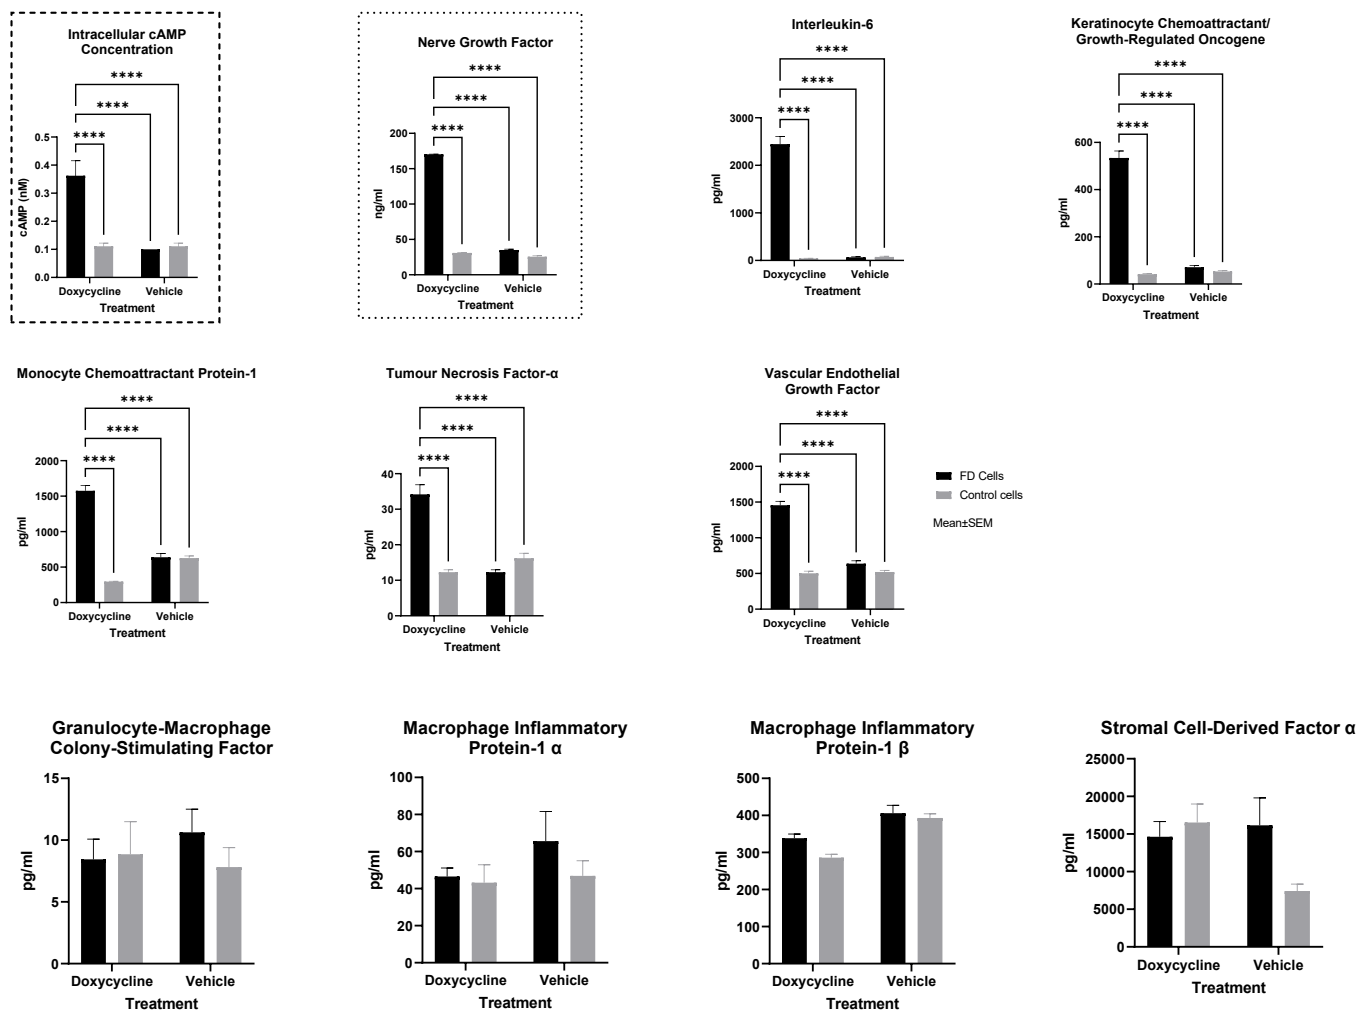 Intracellular cAMP
Concentration
****
****
****
0.5
0.4
0.3
0.2
0.1
0.0
cAMP (nM)
Doxycycline Vehicle
Treatment
Nerve Growth Factor
****
****
****
200
150
100
50
0
ng/ml
Doxycycline Vehicle
Treatment
Interleukin-6
****
****
****
3000
2000
1000
0
pg/ml
Doxycycline Vehicle
Treatment
Keratinocyte Chemoattractant/
Growth-Regulated Oncogene
****
****
****
600
400
200
0
pg/ml
Doxycycline Vehicle
Treatment
Monocyte Chemoattractant Protein-1
****
****
****
2000
1500
1000
500
0
pg/ml
Doxycycline Vehicle
Treatment
Tumour Necrosis Factor-α
****
****
****
40
30
20
10
0
pg/ml
Doxycycline Vehicle
Treatment
Vascular Endothelial
Growth Factor
****
****
****
2000
1500
1000
500
0
pg/ml
Doxycycline Vehicle
Treatment
FD Cells
Control cells
Mean±SEM
Granulocyte-Macrophage
Colony-Stimulating Factor
15
10
5
0
pg/ml
Doxycycline Vehicle
Treatment
Macrophage Inflammatory
Protein-1 α
100
80
60
40
20
0
pg/ml
Doxycycline Vehicle
Treatment
Macrophage Inflammatory
Protein-1 β
500
400
300
200
100
0
pg/ml
Doxycycline Vehicle
Treatment
Stromal Cell-Derived Factor α
25000
20000
15000
10000
5000
0
pg/ml
Doxycycline Vehicle
Treatment